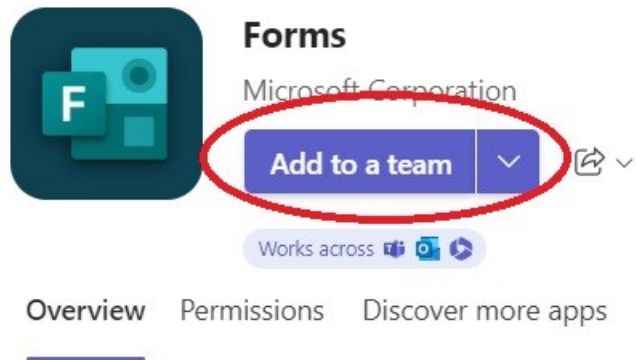 Forms
F
Microsoft Corporation
Add to a team
Works across
Overview Permissions Discover more apps